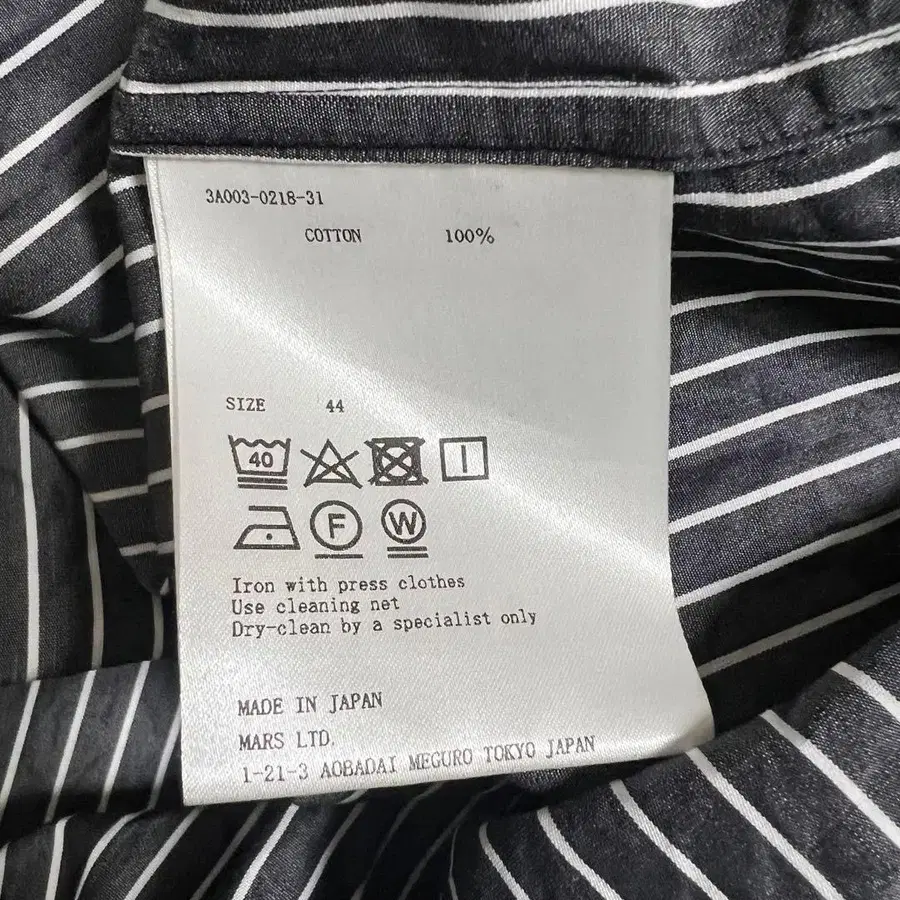 3A003-0218-31
COTTON 100%
SIZE 44
40
F W
Iron with press clothes
Use cleaning net
Dry-clean by a specialist only
MADE IN JAPAN
MARS LTD.
1-21-3 AOBADAI MEGURO TOKYO JAPAN